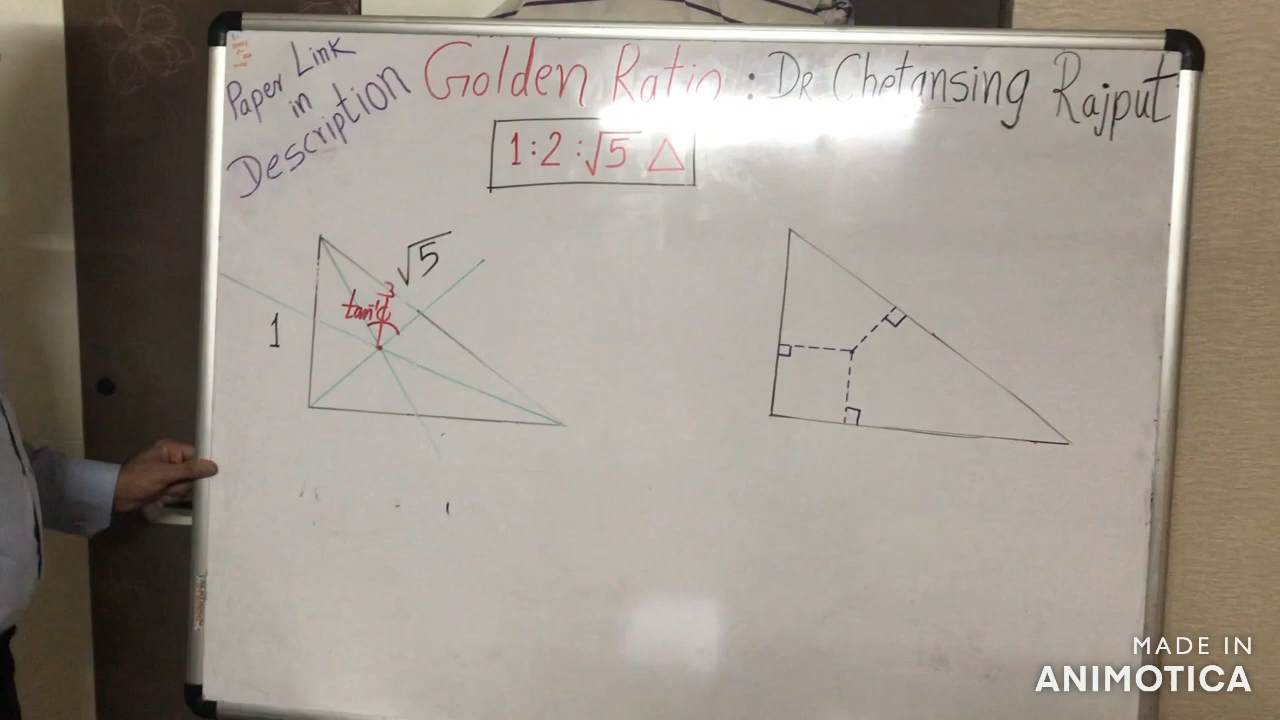 Paper Link
in
Description
Golden Ratio : DR Chetansing Rajput
1:2:√5 △
√5
1
MADE IN
ANIMOTICA